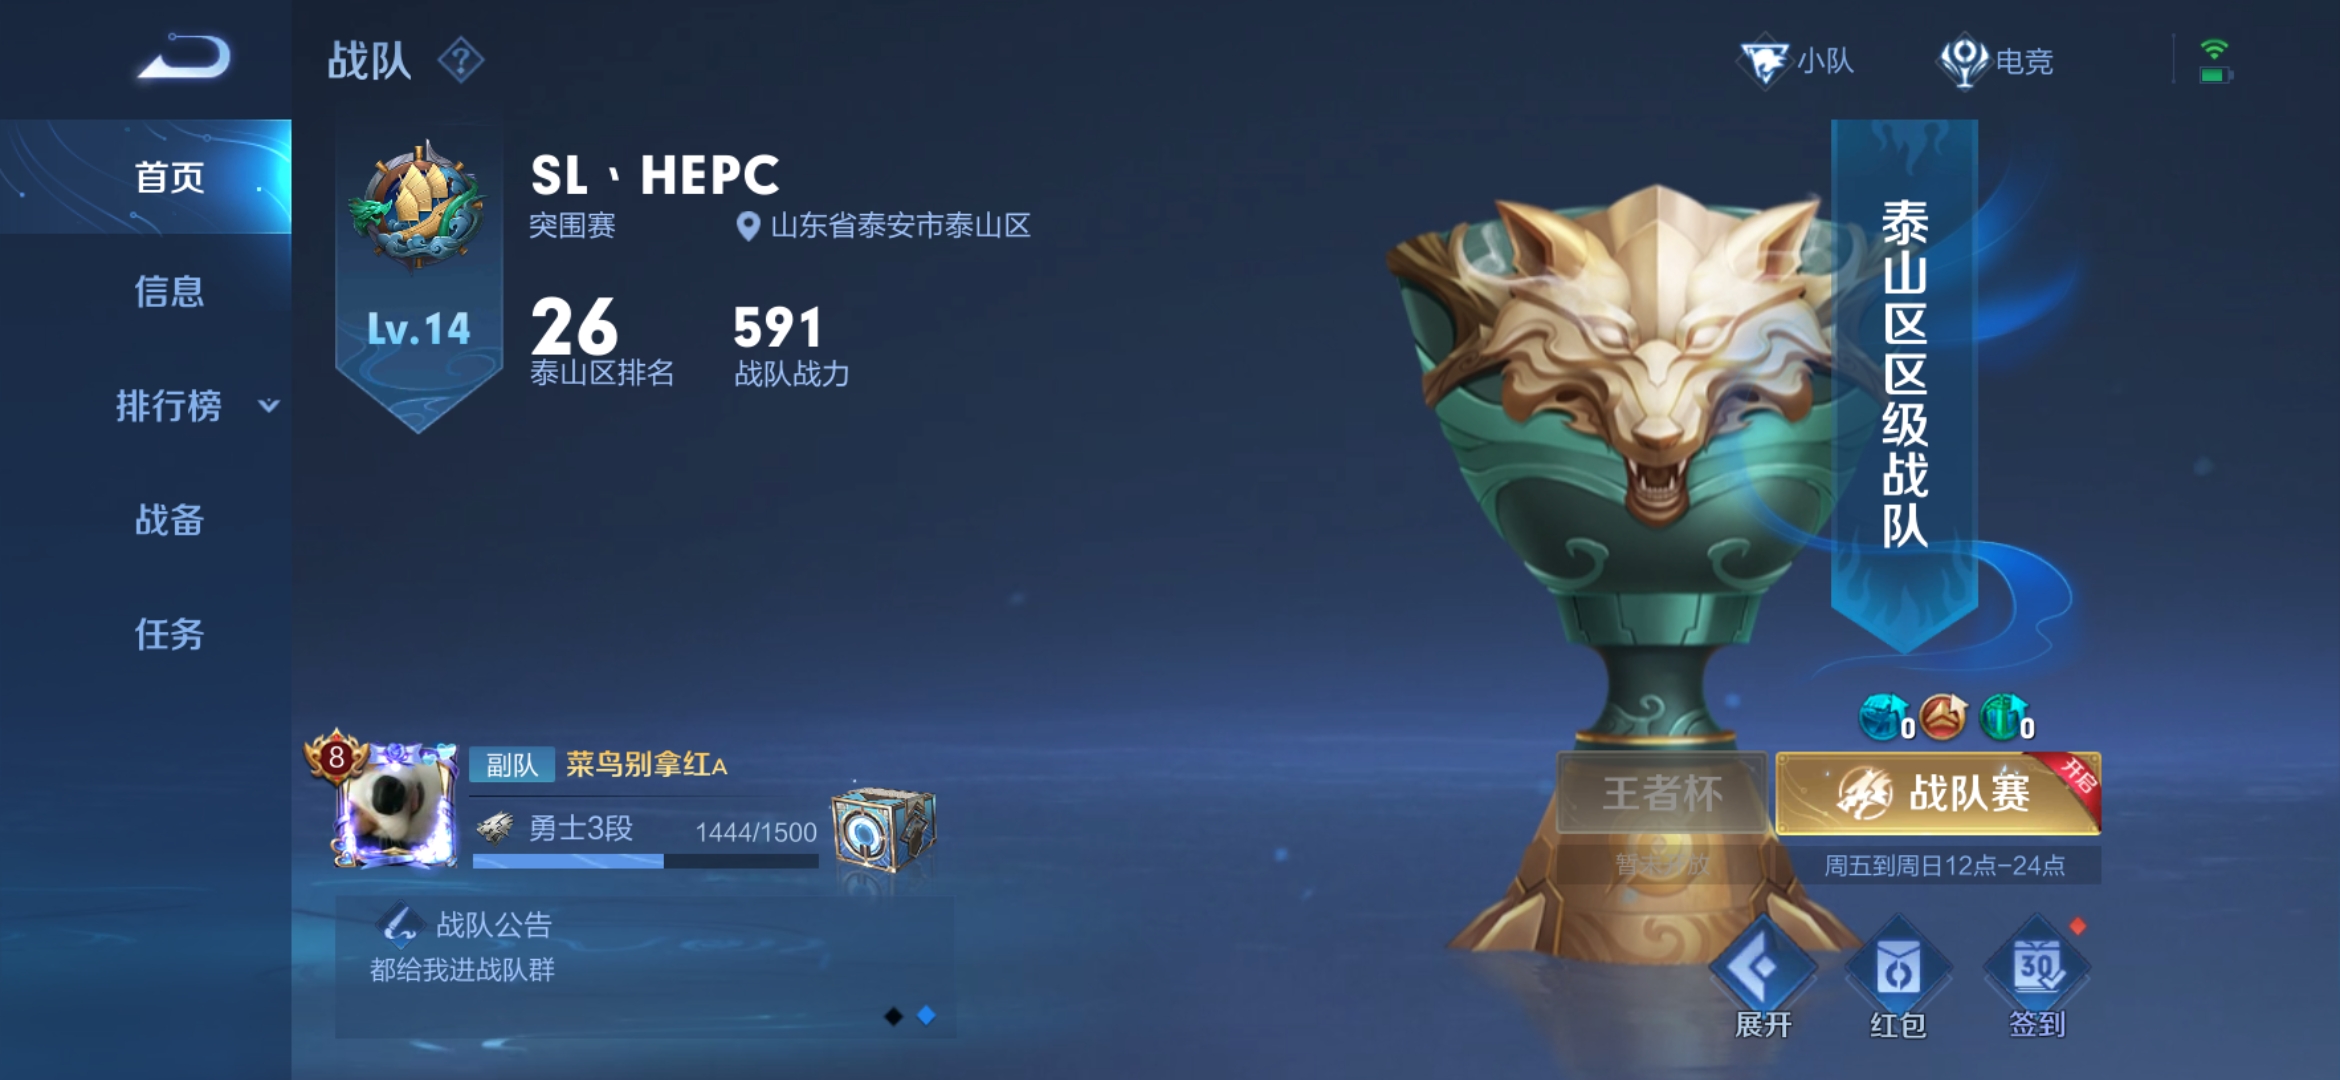 战队
小队
电竞
首页
信息
排行榜
战备
任务
SL丶HEPC
突围赛
山东省泰安市泰山区
Lv.14
26
泰山区排名
591
战队战力
泰山区区级战队
8
副队
菜鸟别拿红A
勇士3段
1444/1500
战队公告
都给我进战队群
0
0
王者杯
暂未开放
战队赛
开启
周五到周日12点-24点
展开
红包
30
签到